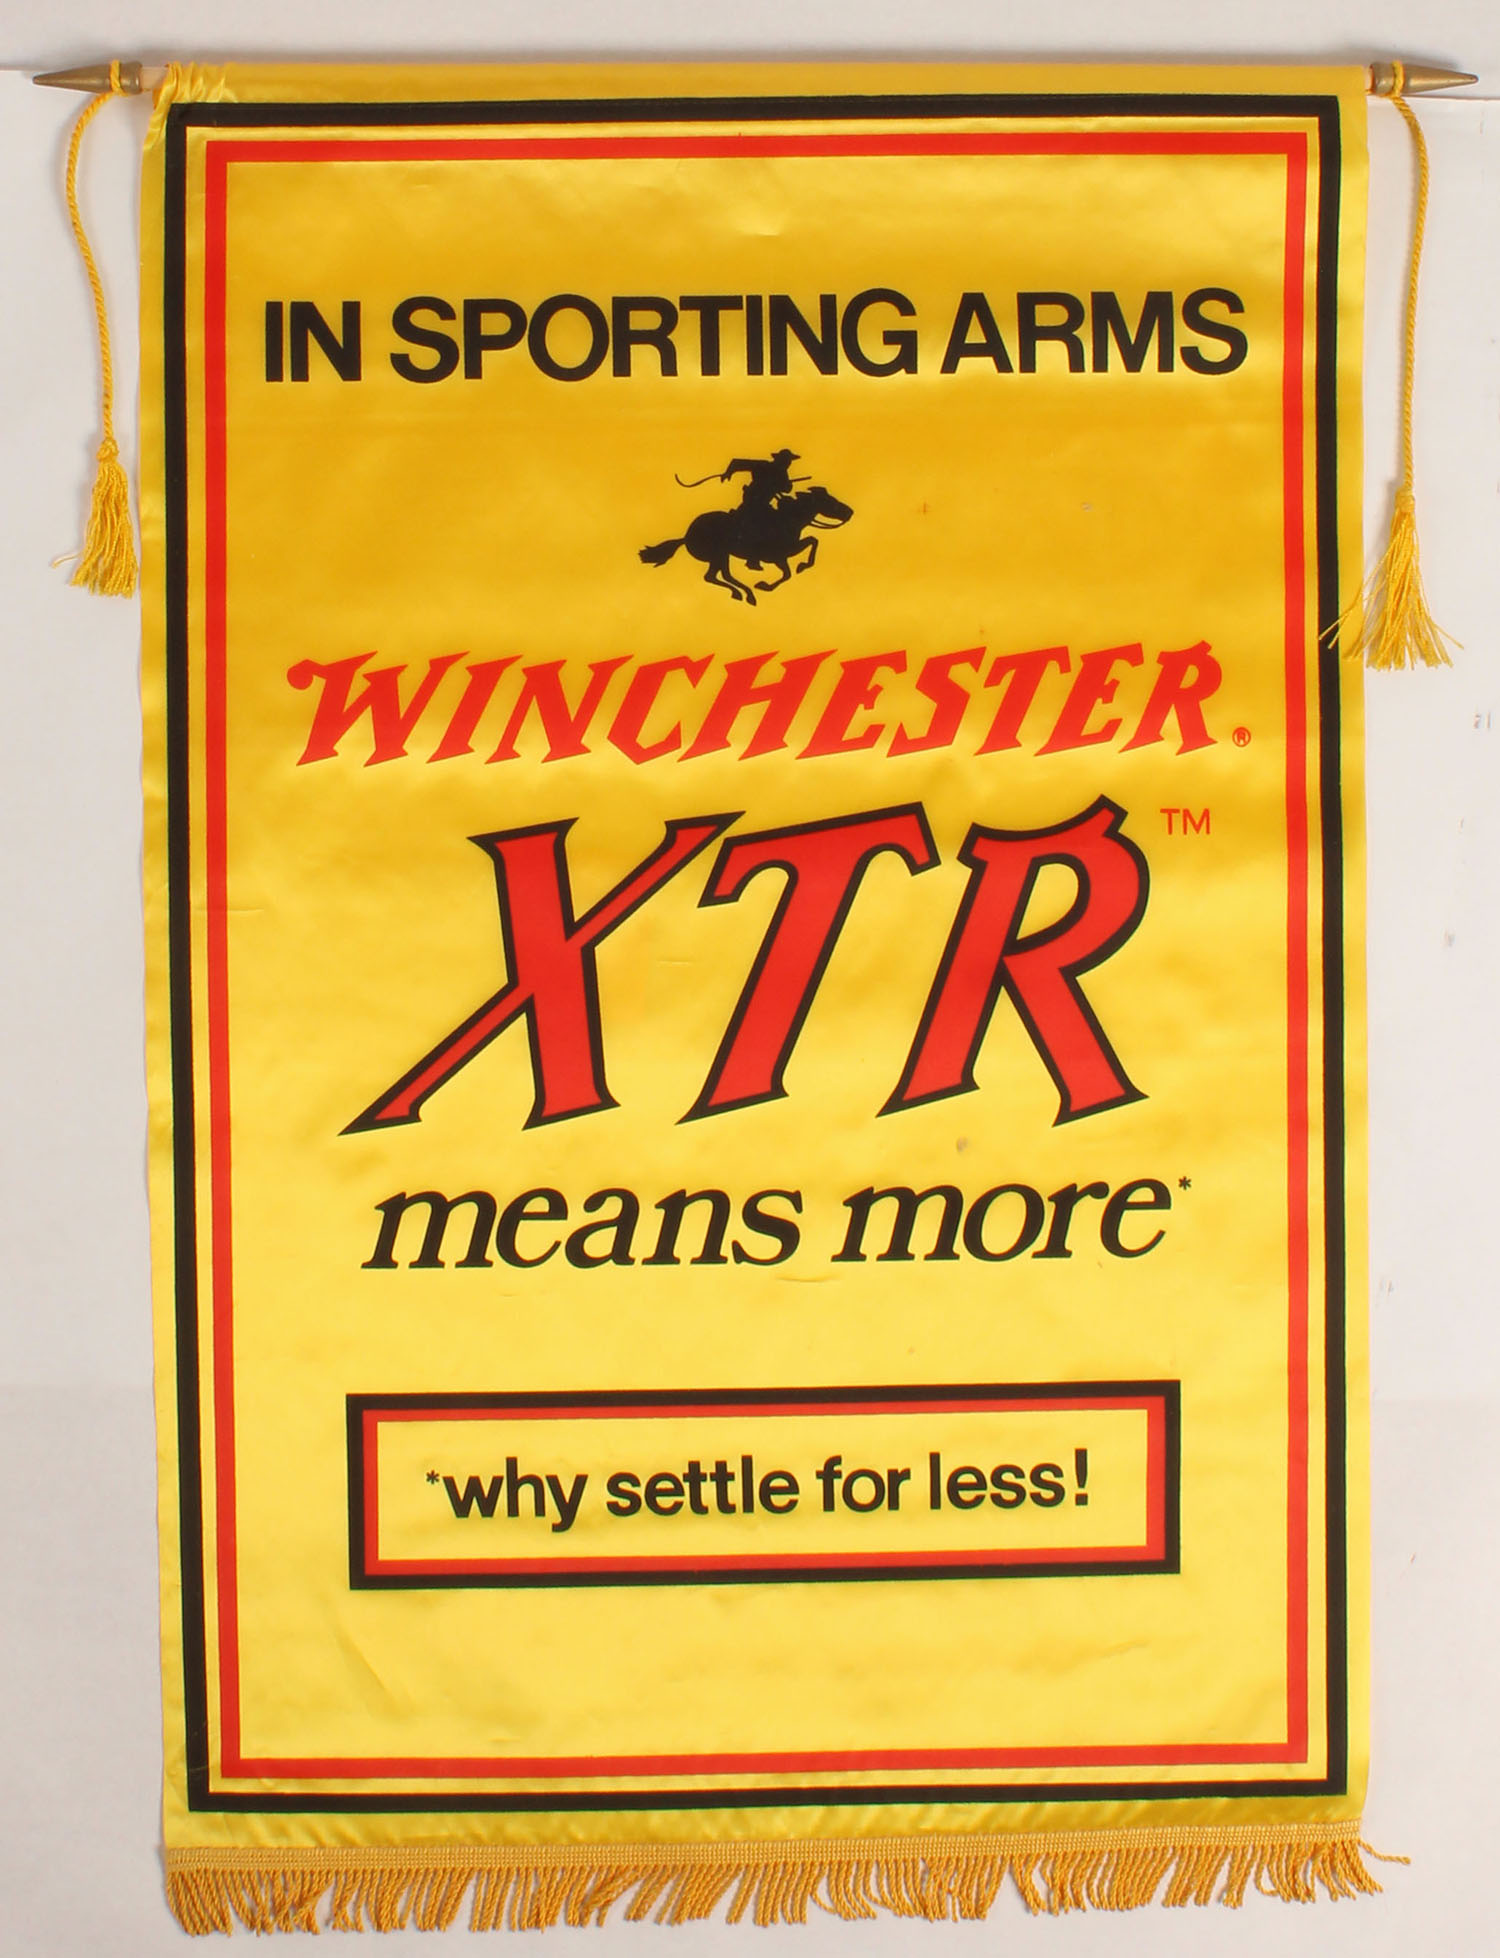 IN SPORTING ARMS
WINCHESTER®
XTR™
means more*
*why settle for less!